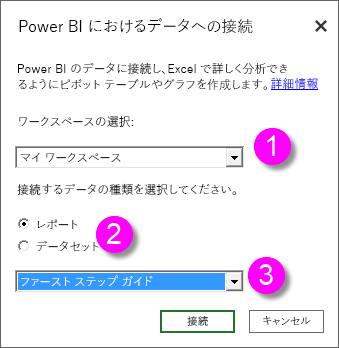 Power BI におけるデータへの接続
Power BI のデータに接続し、Excel で詳しく分析でき
るようにピボット テーブルやグラフを作成します。詳細情報
ワークスペースの選択:
マイ ワークスペース
1
接続するデータの種類を選択してください。
レポート
2
データセット
ファースト ステップ ガイド
3
接続
キャンセル